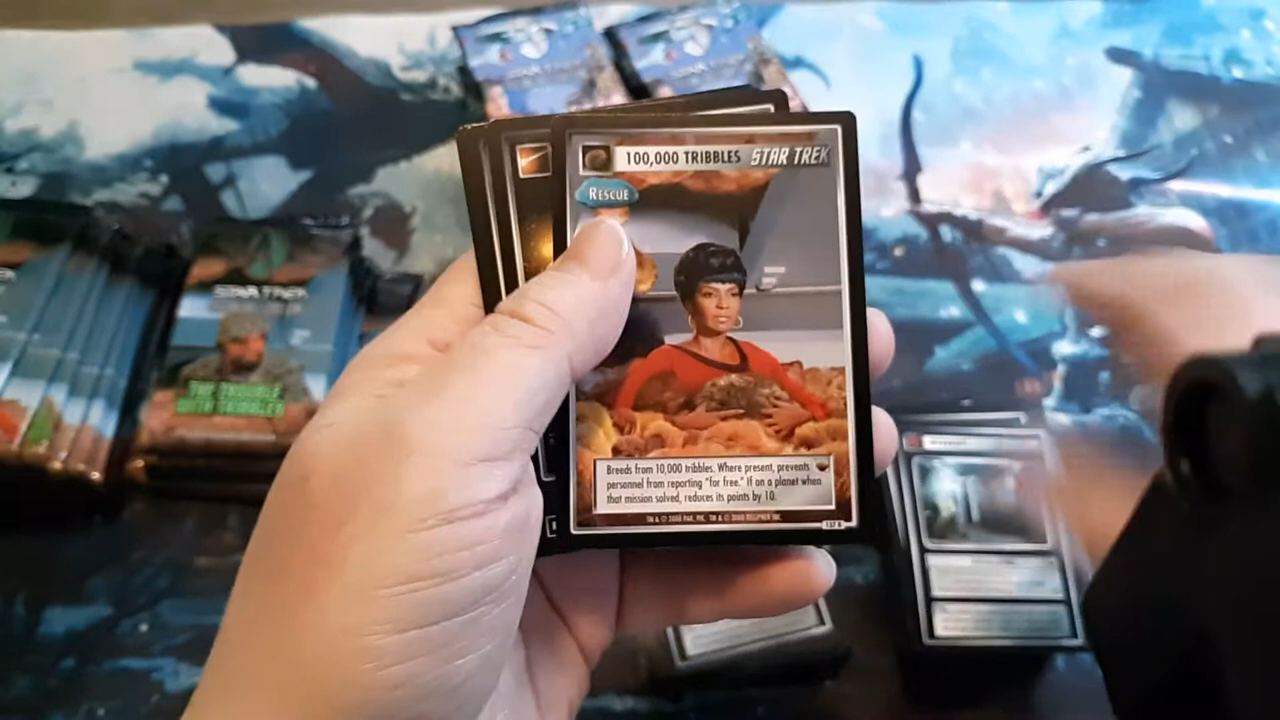 STAR TREK
THE TROUBLE
WITH TRIBBLES
100,000 TRIBBLES STAR TREK
RESCUE
Breeds from 10,000 tribbles. Where present, prevents
personnel from reporting "for free." If on a planet when
that mission solved, reduces its points by 10.
137 R